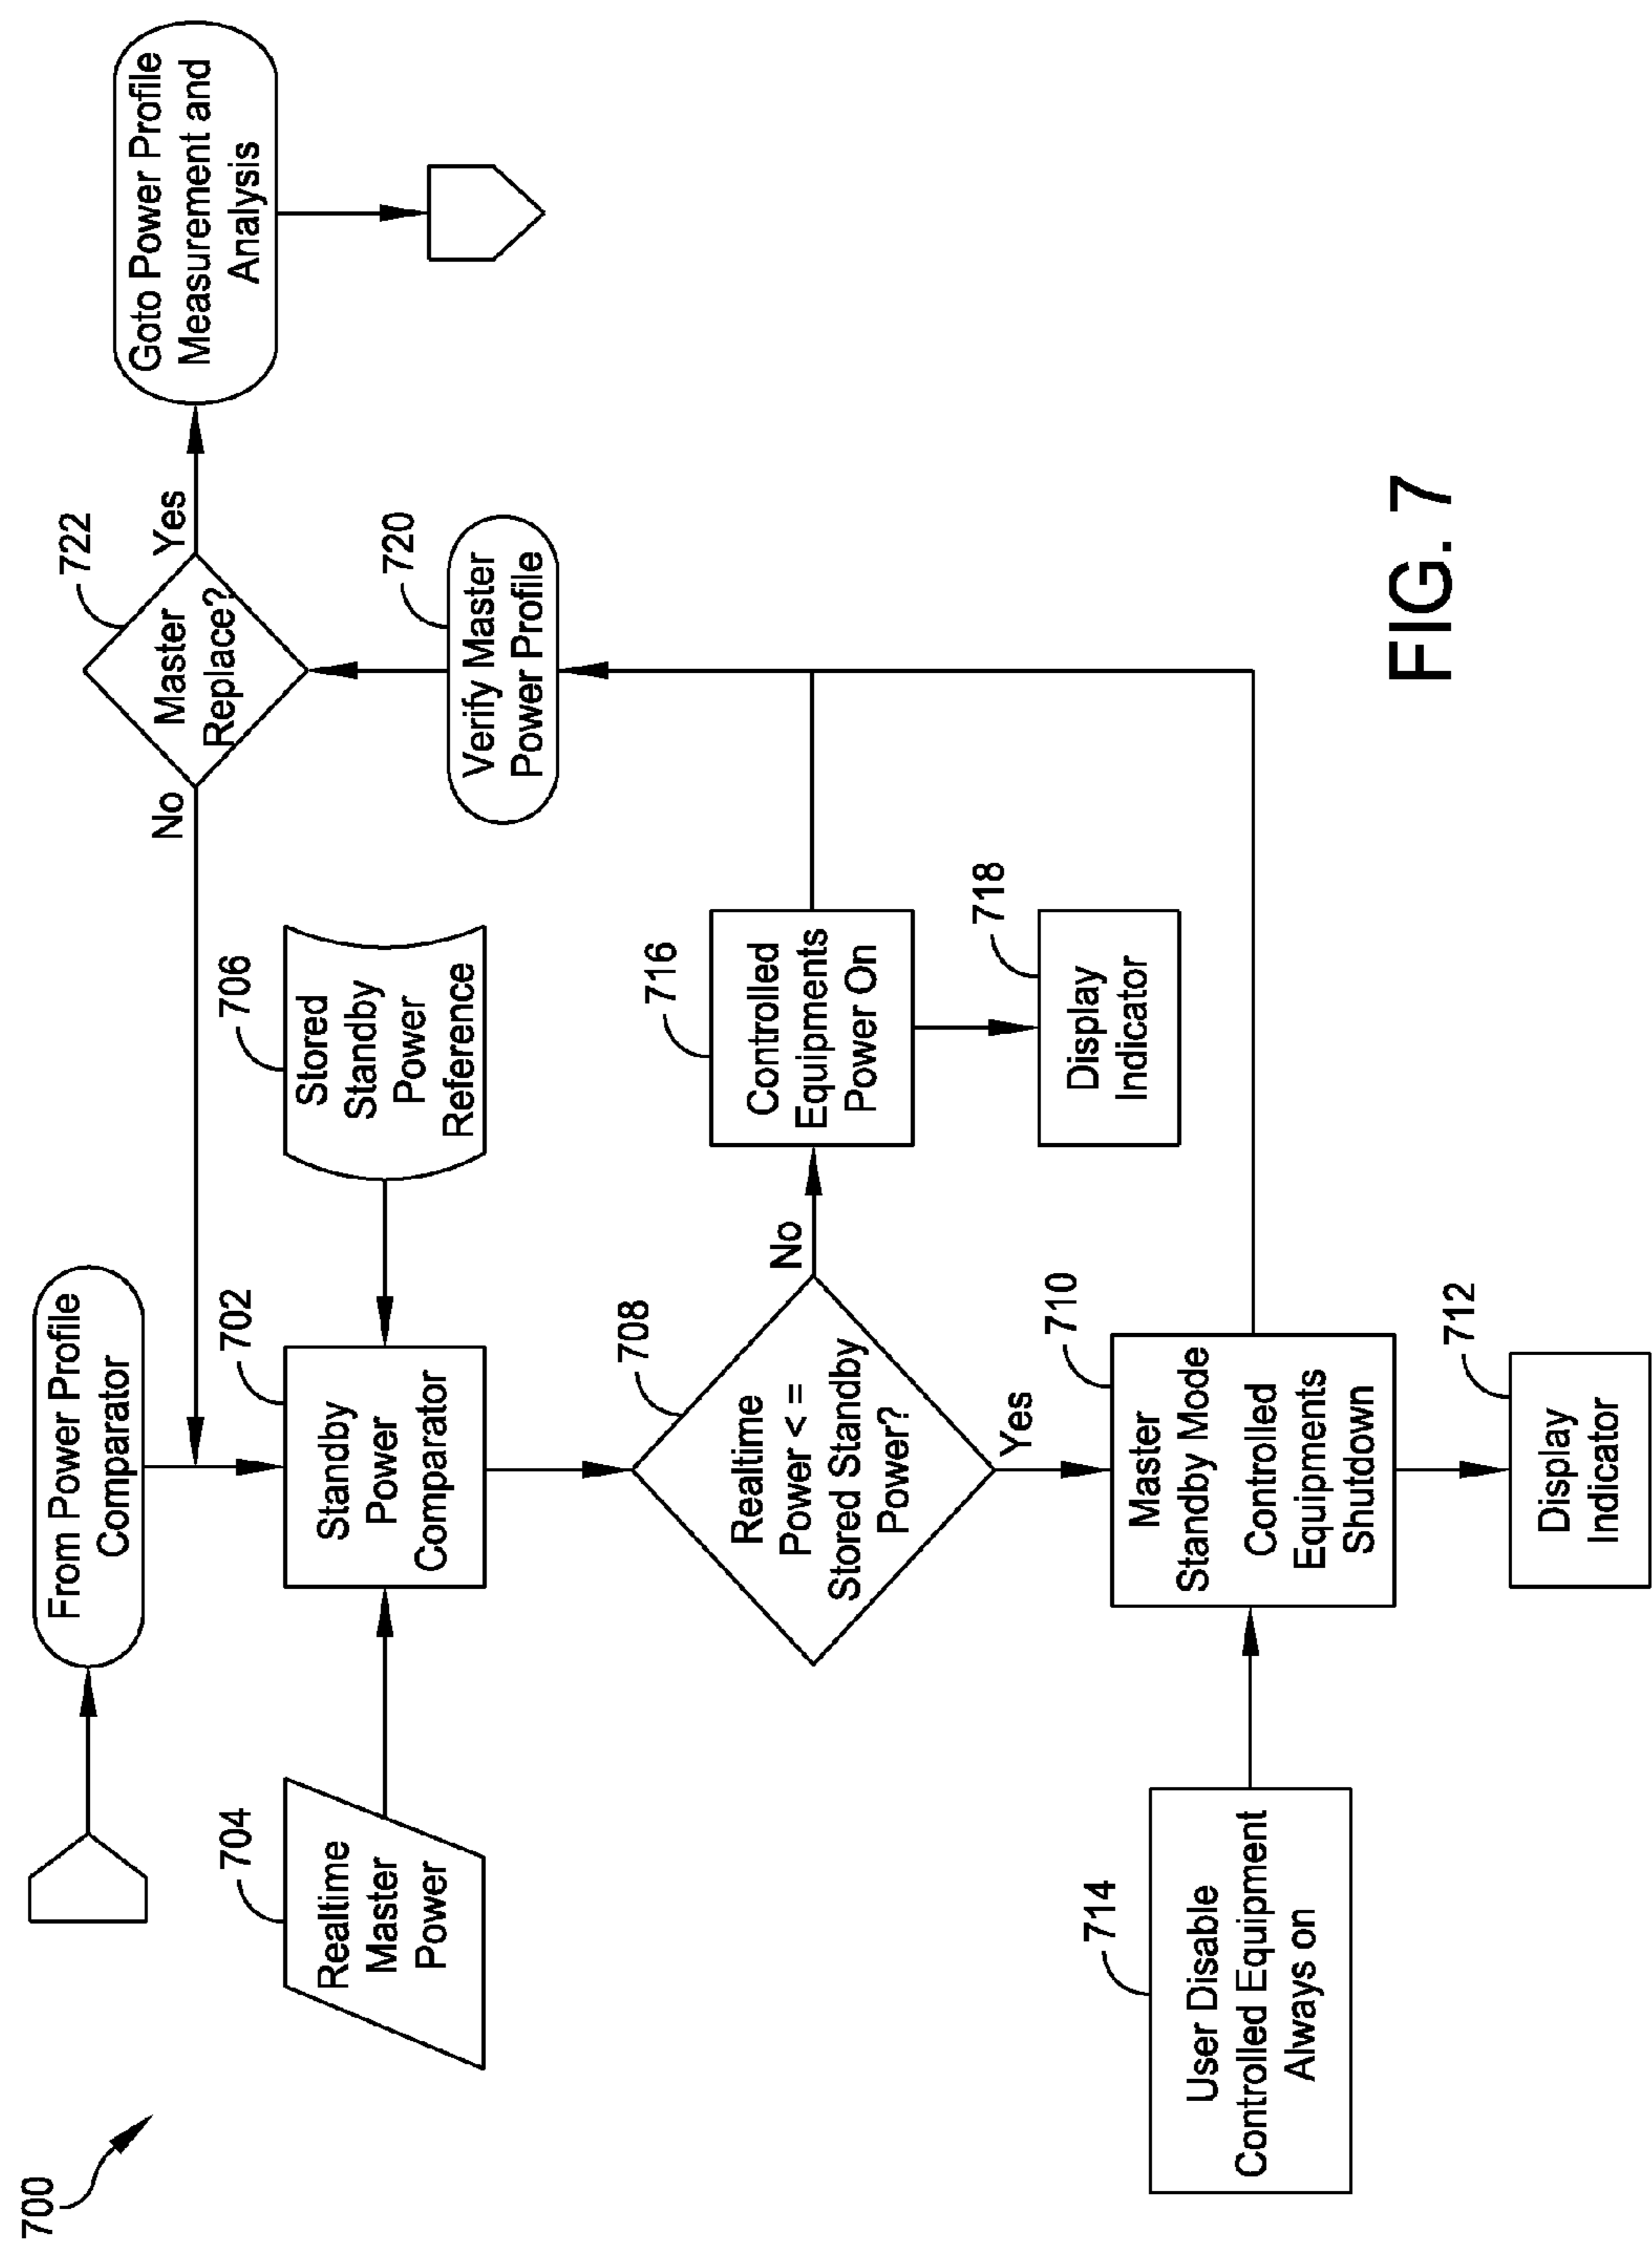 700
From Power Profile
Comparator
702
Standby
Power
Comparator
704
Realtime
Master
Power
706
Stored
Standby
Power
Reference
708
Realtime
Power < =
Stored Standby
Power?
No
Yes
710
Master
Standby Mode
Controlled
Equipments
Shutdown
712
Display
Indicator
714
User Disable
Controlled Equipment
Always on
716
Controlled
Equipments
Power On
718
Display
Indicator
720
Verify Master
Power Profile
722
Master
Replace?
No
Yes
Goto Power Profile
Measurement and
Analysis
FIG. 7